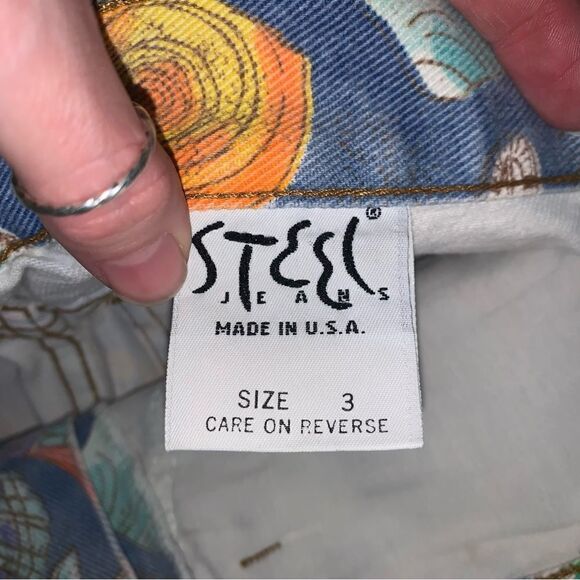 STEEL®
JEANS
MADE IN U.S.A.
SIZE 3
CARE ON REVERSE